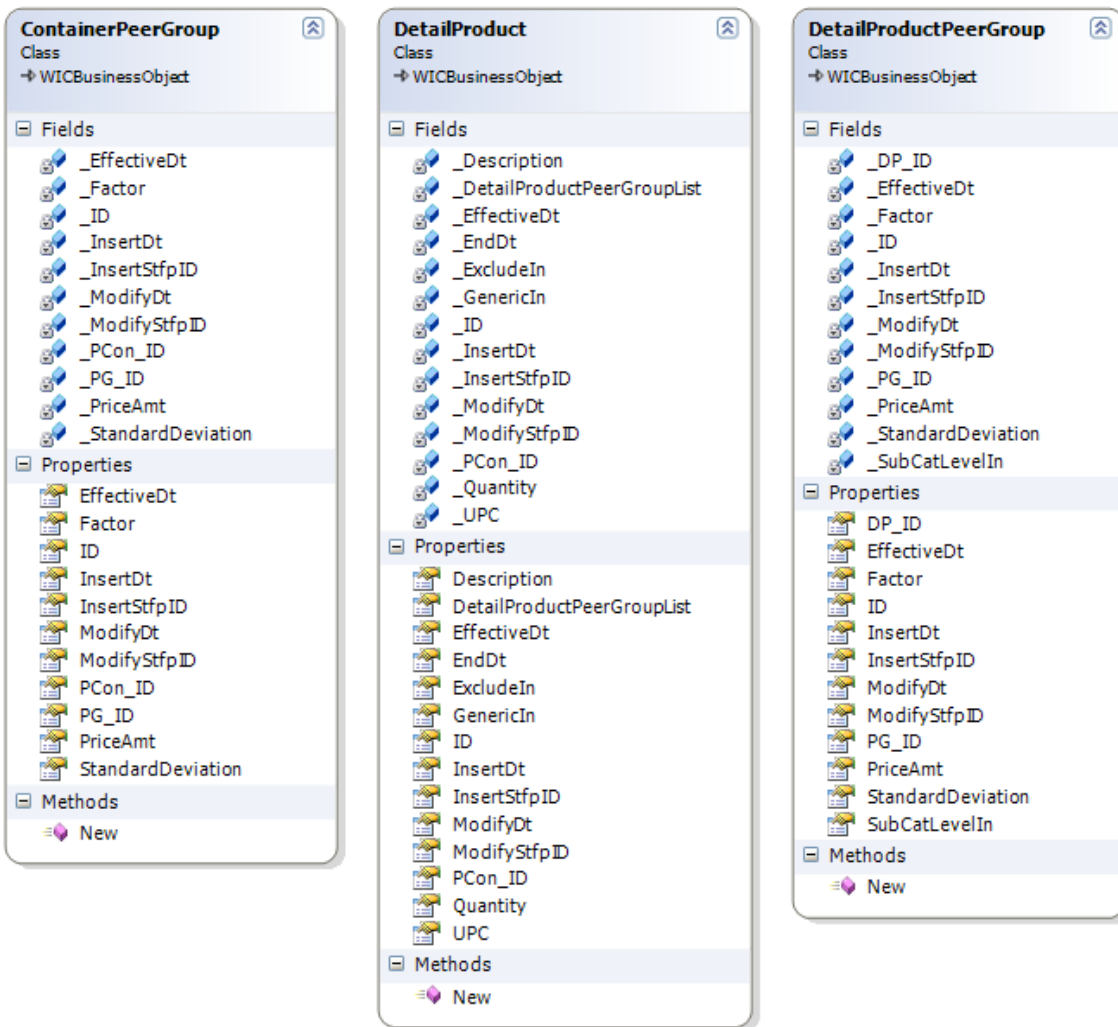 ContainerPeerGroup
Class
WICBusinessObject
Fields
_EffectiveDt
_Factor
_ID
_InsertDt
_InsertStfpID
_ModifyDt
_ModifyStfpID
_PCon_ID
_PG_ID
_PriceAmt
_StandardDeviation
Properties
EffectiveDt
Factor
ID
InsertDt
InsertStfpID
ModifyDt
ModifyStfpID
PCon_ID
PG_ID
PriceAmt
StandardDeviation
Methods
New
DetailProduct
Class
WICBusinessObject
Fields
_Description
_DetailProductPeerGroupList
_EffectiveDt
_EndDt
_ExcludeIn
_GenericIn
_ID
_InsertDt
_InsertStfpID
_ModifyDt
_ModifyStfpID
_PCon_ID
_Quantity
_UPC
Properties
Description
DetailProductPeerGroupList
EffectiveDt
EndDt
ExcludeIn
GenericIn
ID
InsertDt
InsertStfpID
ModifyDt
ModifyStfpID
PCon_ID
Quantity
UPC
Methods
New
DetailProductPeerGroup
Class
WICBusinessObject
Fields
_DP_ID
_EffectiveDt
_Factor
_ID
_InsertDt
_InsertStfpID
_ModifyDt
_ModifyStfpID
_PG_ID
_PriceAmt
_StandardDeviation
_SubCatLevelIn
Properties
DP_ID
EffectiveDt
Factor
ID
InsertDt
InsertStfpID
ModifyDt
ModifyStfpID
PG_ID
PriceAmt
StandardDeviation
SubCatLevelIn
Methods
New